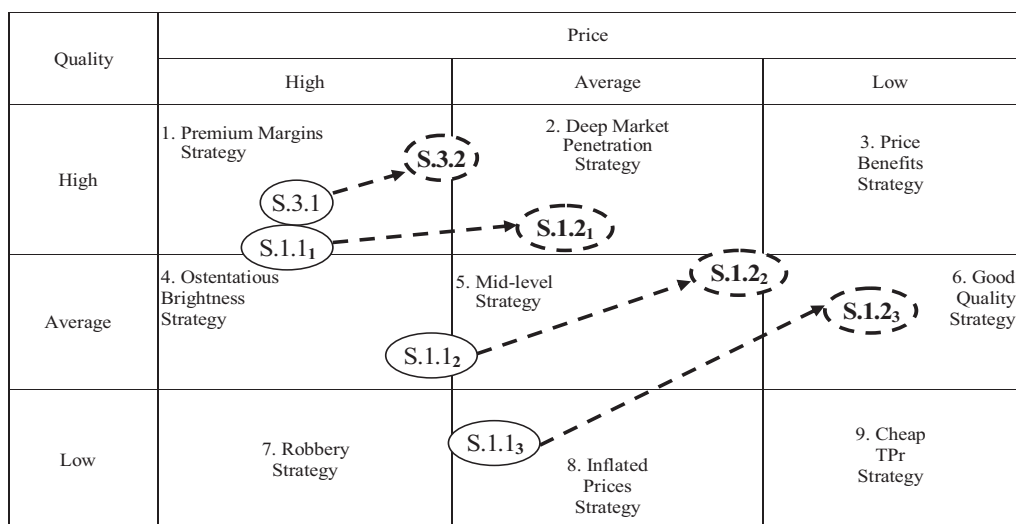 Quality
Price
High
Average
Low
High
1. Premium Margins
Strategy
2. Deep Market
Penetration
Strategy
3. Price
Benefits
Strategy
S.3.2
S.3.1
S.1.1₁
S.1.2₁
Average
4. Ostentatious
Brightness
Strategy
5. Mid-level
Strategy
6. Good
Quality
Strategy
S.1.2₂
S.1.2₃
S.1.1₂
Low
7. Robbery
Strategy
S.1.1₃
8. Inflated
Prices
Strategy
9. Cheap
TPr
Strategy